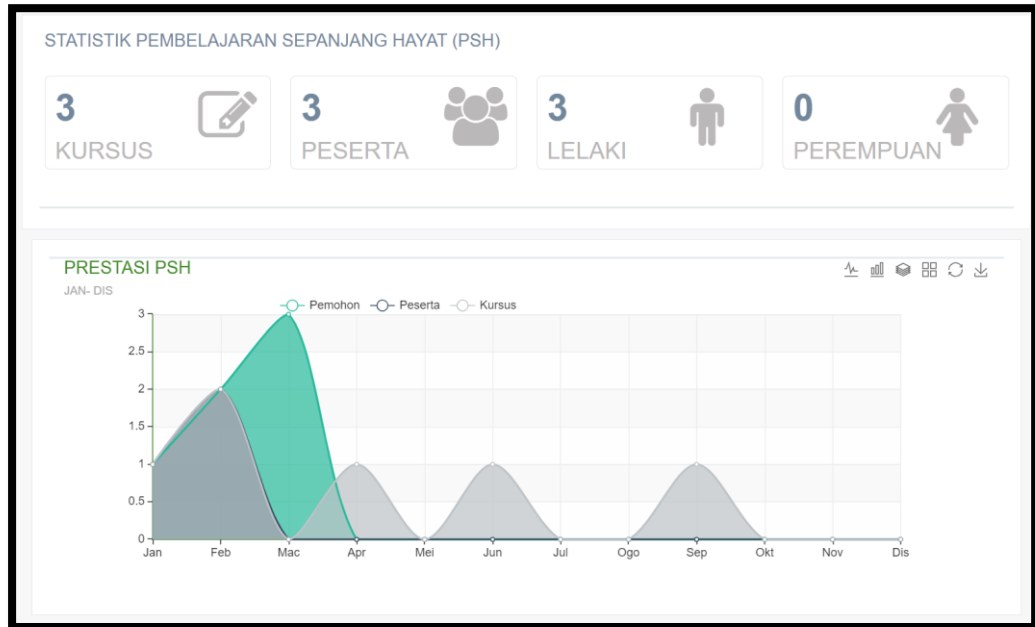 STATISTIK PEMBELAJARAN SEPANJANG HAYAT (PSH)
3
KURSUS
3
PESERTA
3
LELAKI
0
PEREMPUAN
PRESTASI PSH
JAN- DIS
Pemohon Peserta Kursus
3
2.5
2
1.5
1
0.5
0
Jan Feb Mac Apr Mei Jun Jul Ogo Sep Okt Nov Dis